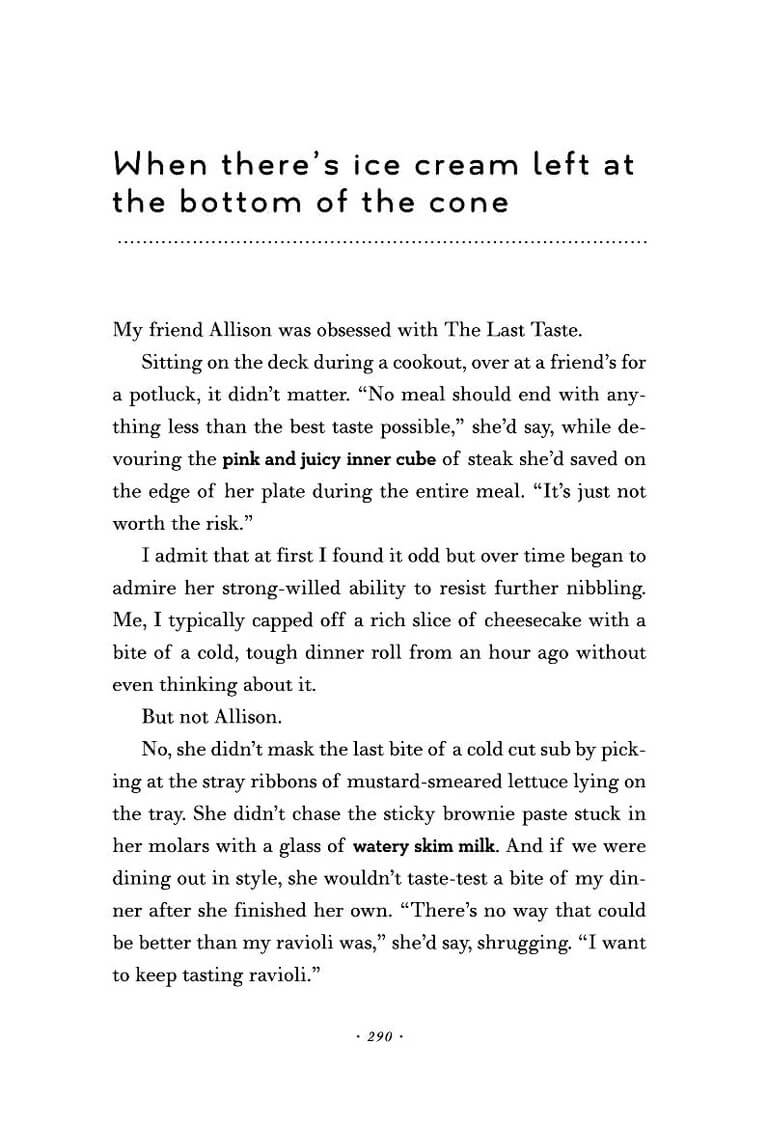 When there's ice cream left at
the bottom of the cone
My friend Allison was obsessed with The Last Taste.
Sitting on the deck during a cookout, over at a friend's for
a potluck, it didn't matter. “No meal should end with any-
thing less than the best taste possible,” she'd say, while de-
vouring the pink and juicy inner cube of steak she'd saved on
the edge of her plate during the entire meal. “It's just not
worth the risk.”
I admit that at first I found it odd but over time began to
admire her strong-willed ability to resist further nibbling.
Me, I typically capped off a rich slice of cheesecake with a
bite of a cold, tough dinner roll from an hour ago without
even thinking about it.
But not Allison.
No, she didn't mask the last bite of a cold cut sub by pick-
ing at the stray ribbons of mustard-smeared lettuce lying on
the tray. She didn't chase the sticky brownie paste stuck in
her molars with a glass of watery skim milk. And if we were
dining out in style, she wouldn't taste-test a bite of my din-
ner after she finished her own. “There's no way that could
be better than my ravioli was,” she'd say, shrugging. “I want
to keep tasting ravioli.”
· 290 ·